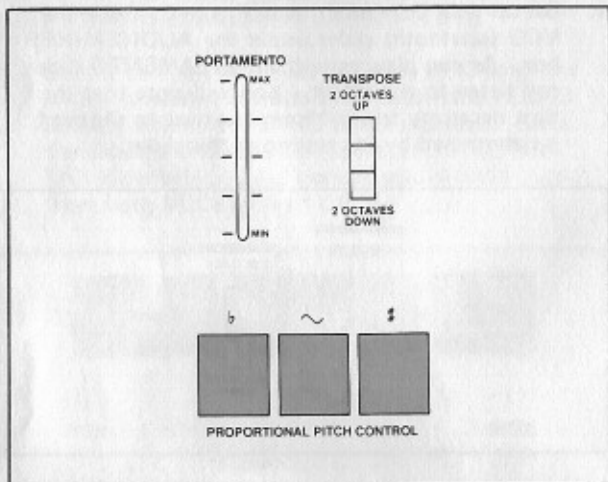 PORTAMENTO
MAX
MIN
TRANSPOSE
2 OCTAVES
UP
2 OCTAVES
DOWN
♭ ~ #
PROPORTIONAL PITCH CONTROL